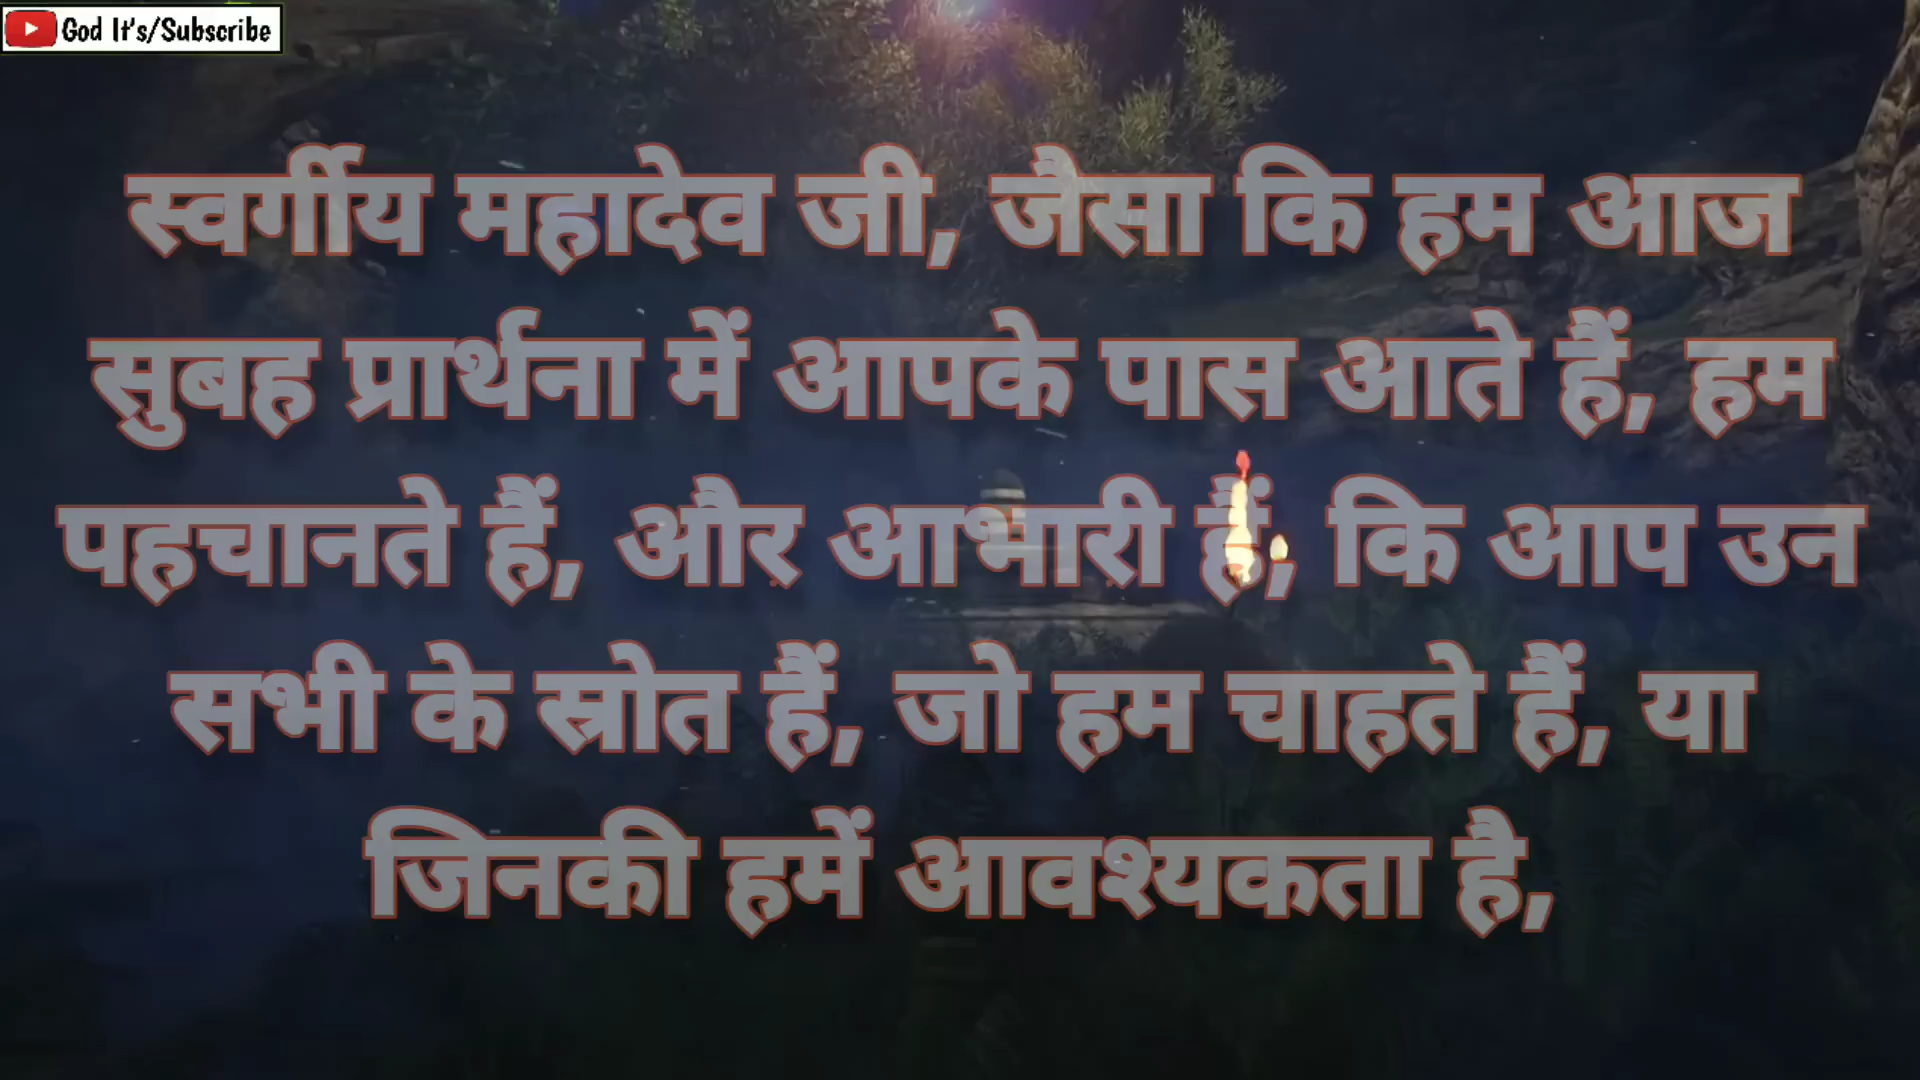 God It's/Subscribe
स्वर्गीय महादेव जी, जैसा कि हम आज
सुबह प्रार्थना में आपके पास आते हैं, हम
पहचानते हैं, और आभारी हैं, कि आप उन
सभी के स्रोत हैं, जो हम चाहते हैं, या
जिनकी हमें आवश्यकता है,